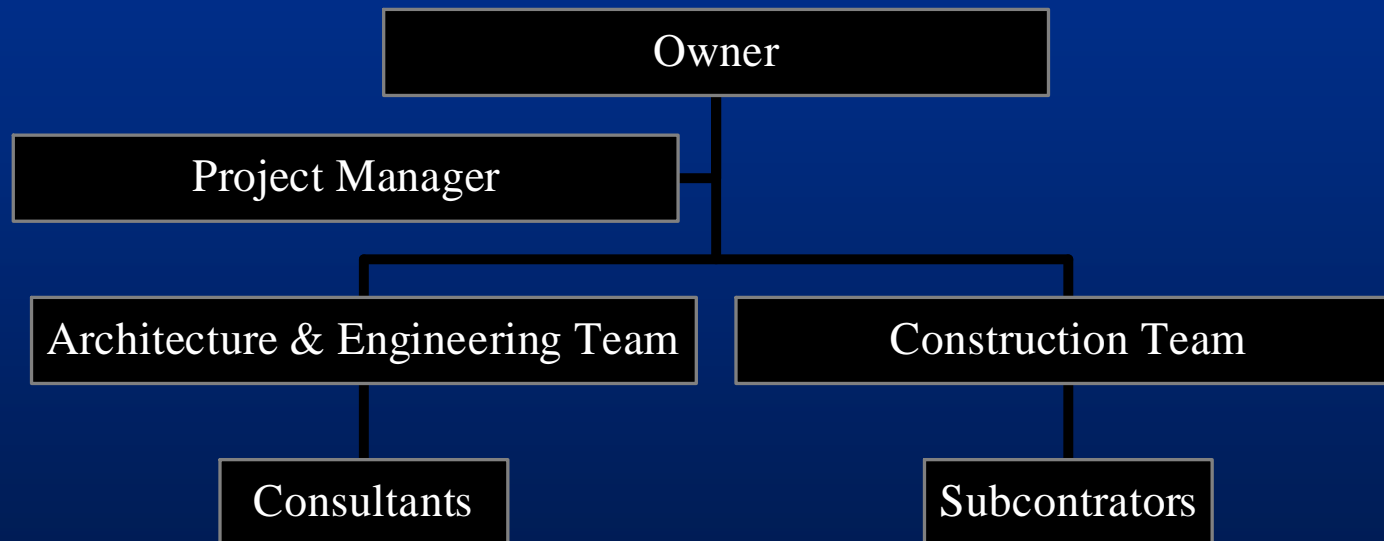 Owner
Project Manager
Architecture & Engineering Team
Construction Team
Consultants
Subcontrators